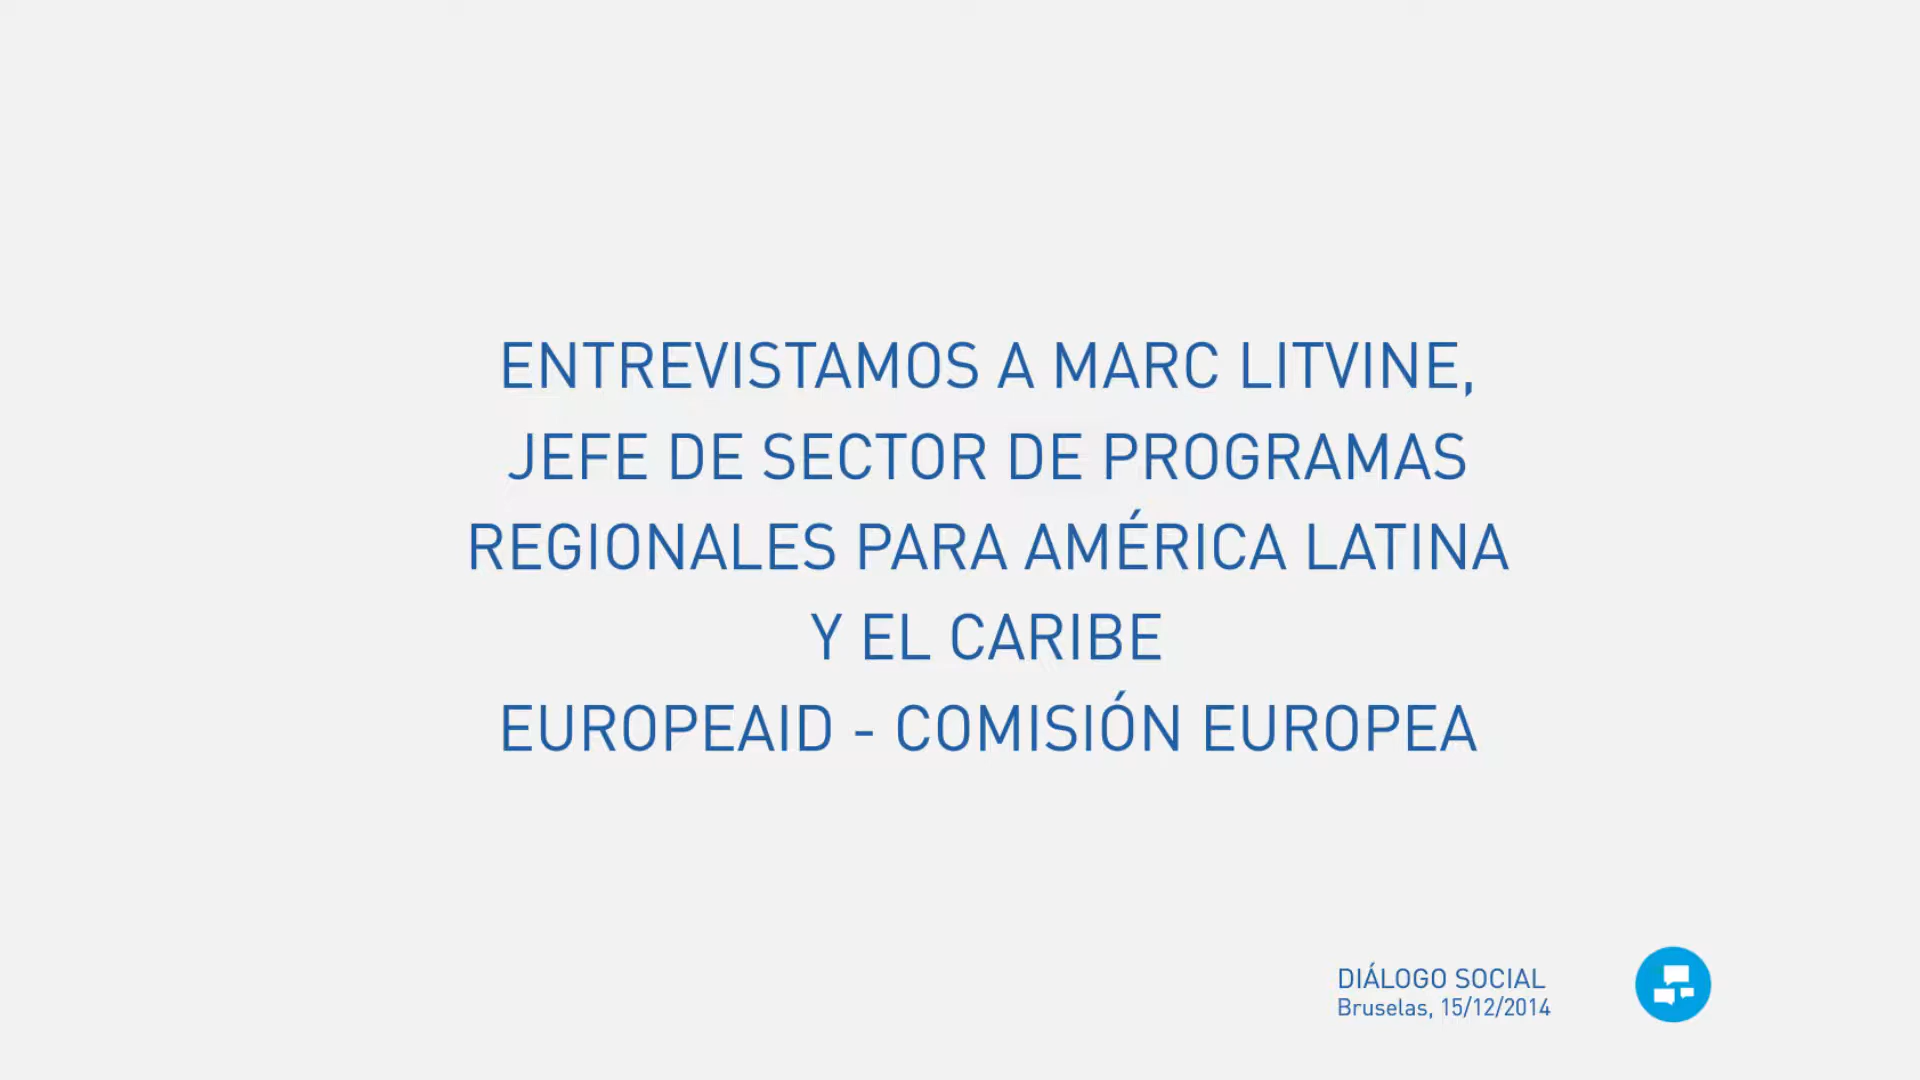 ENTREVISTAMOS A MARC LITVINE,
JEFE DE SECTOR DE PROGRAMAS
REGIONALES PARA AMÉRICA LATINA
Y EL CARIBE
EUROPEAID - COMISIÓN EUROPEA
DIÁLOGO SOCIAL
Bruselas, 15/12/2014